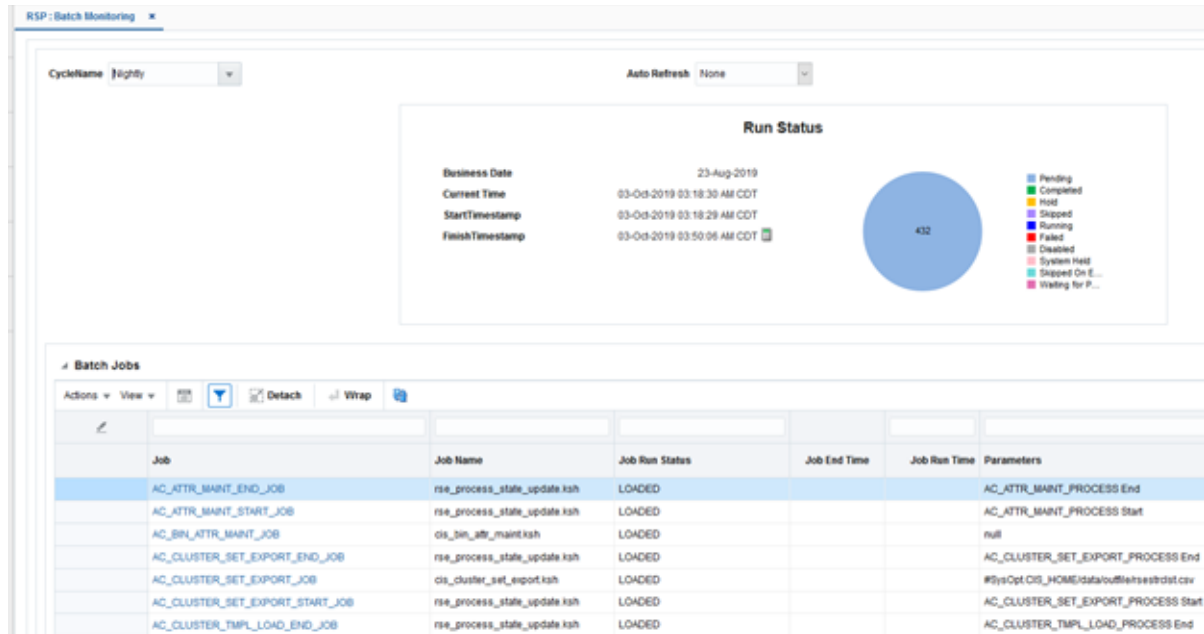 RSP : Batch Monitoring ×
CycleName Nightly
Auto Refresh None
Run Status
Business Date 23-Aug-2019
Current Time 03-Oct-2019 03:18:30 AM CDT
StartTimestamp 03-Oct-2019 03:18:29 AM CDT
FinishTimestamp 03-Oct-2019 03:50:06 AM CDT
432
Pending
Completed
Hold
Skipped
Running
Failed
Disabled
System Held
Skipped On E...
Waiting for P...
Batch Jobs
Actions View Detach Wrap
Job Job Name Job Run Status Job End Time Job Run Time Parameters
AC_ATTR_MAINT_END_JOB rse_process_state_update.ksh LOADED AC_ATTR_MAINT_PROCESS End
AC_ATTR_MAINT_START_JOB rse_process_state_update.ksh LOADED AC_ATTR_MAINT_PROCESS Start
AC_BIN_ATTR_MAINT_JOB cis_bin_attr_maint.ksh LOADED null
AC_CLUSTER_SET_EXPORT_END_JOB rse_process_state_update.ksh LOADED AC_CLUSTER_SET_EXPORT_PROCESS End
AC_CLUSTER_SET_EXPORT_JOB cis_cluster_set_export.ksh LOADED #SysOpt.CIS_HOME/data/outfile/rsestrclst.csv
AC_CLUSTER_SET_EXPORT_START_JOB rse_process_state_update.ksh LOADED AC_CLUSTER_SET_EXPORT_PROCESS Start
AC_CLUSTER_TMPL_LOAD_END_JOB rse_process_state_update.ksh LOADED AC_CLUSTER_TMPL_LOAD_PROCESS End